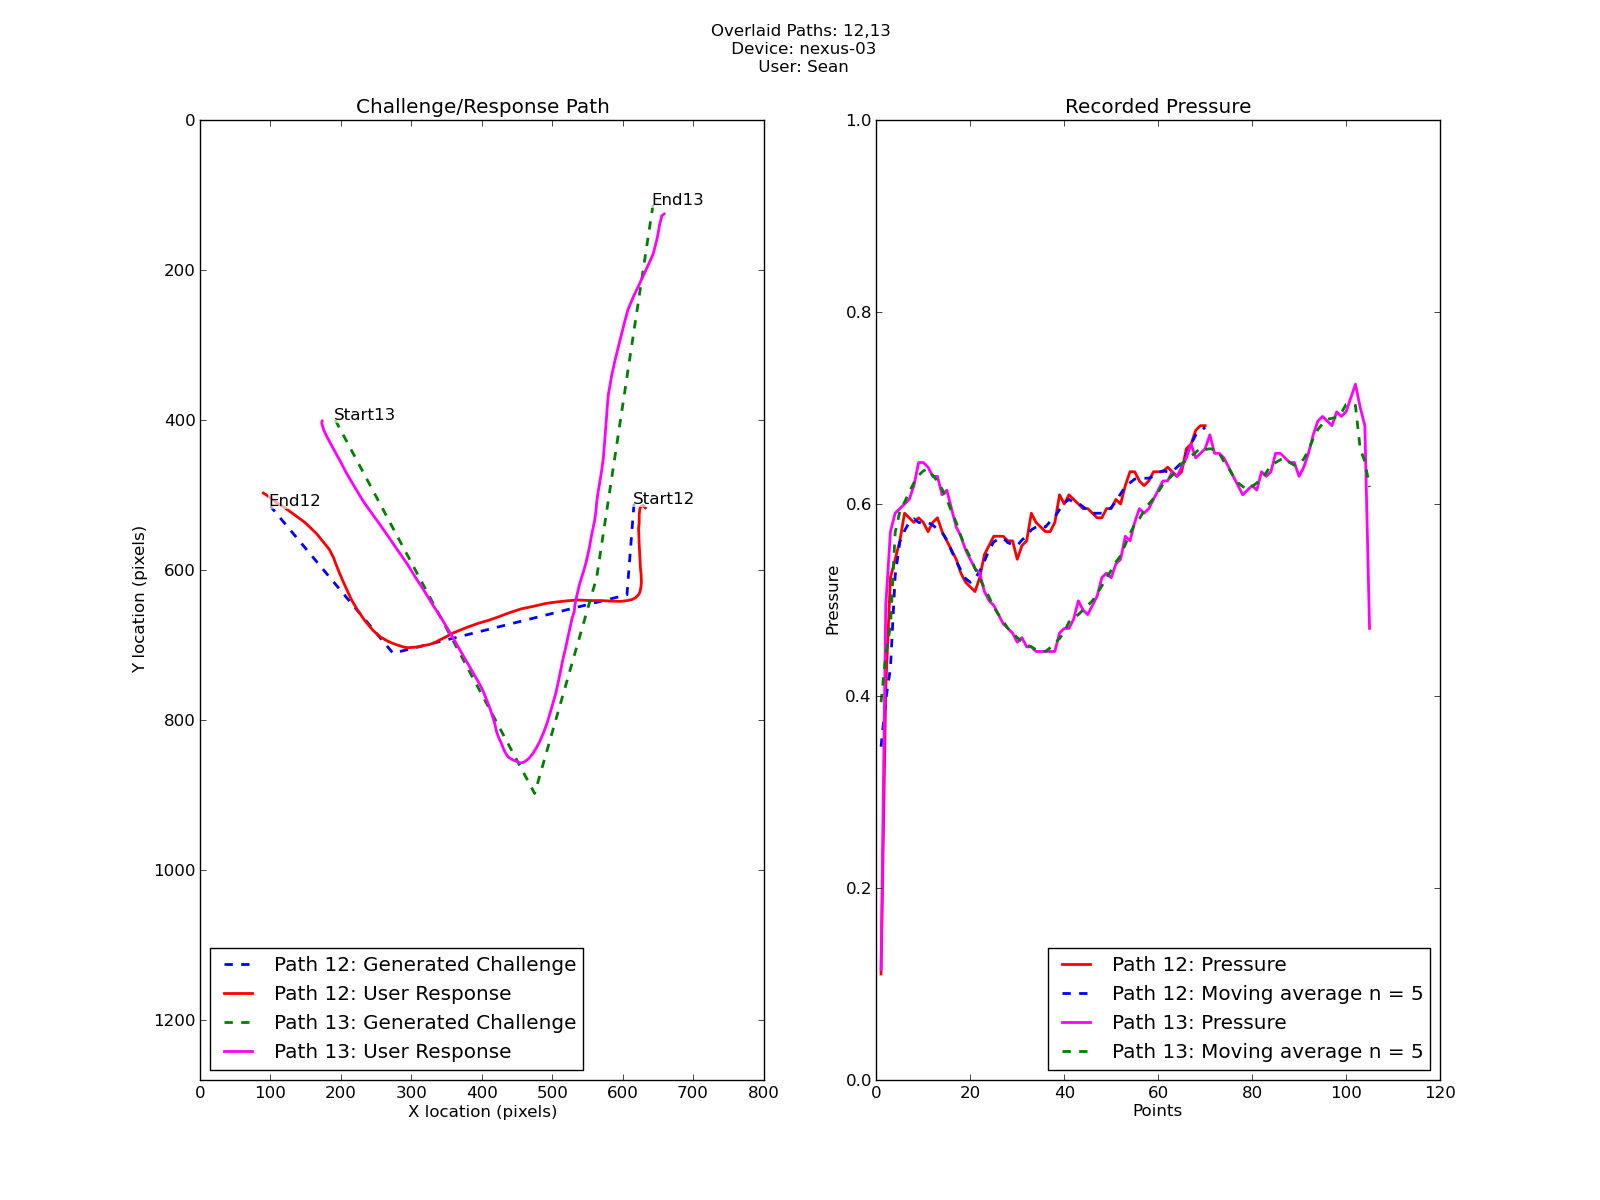 Overlaid Paths: 12,13
Device: nexus-03
User: Sean
Challenge/Response Path
0
200
400
600
800
1000
1200
Y location (pixels)
End13
Start13
End12
Start12
Path 12: Generated Challenge
Path 12: User Response
Path 13: Generated Challenge
Path 13: User Response
0 100 200 300 400 500 600 700 800
X location (pixels)
Recorded Pressure
1.0
0.8
0.6
0.4
0.2
0.0
Pressure
Path 12: Pressure
Path 12: Moving average n = 5
Path 13: Pressure
Path 13: Moving average n = 5
0 20 40 60 80 100 120
Points